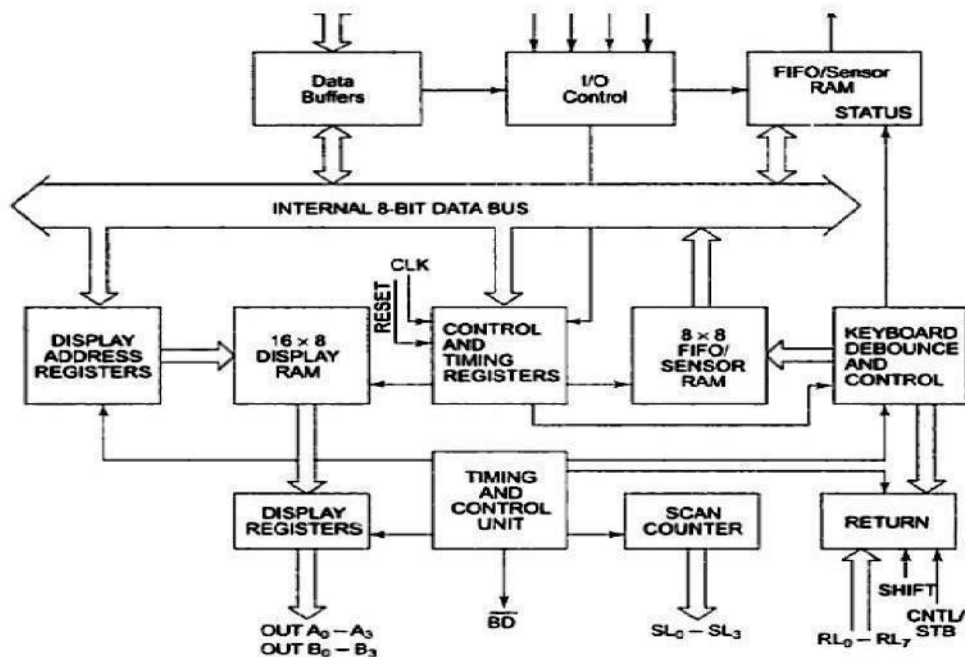 Data
Buffers
I/O
Control
FIFO/Sensor
RAM
STATUS
INTERNAL 8-BIT DATA BUS
CLK
RESET
DISPLAY
ADDRESS
REGISTERS
16 × 8
DISPLAY
RAM
CONTROL
AND
TIMING
REGISTERS
8 × 8
FIFO/
SENSOR
RAM
KEYBOARD
DEBOUNCE
AND
CONTROL
DISPLAY
REGISTERS
TIMING
AND
CONTROL
UNIT
SCAN
COUNTER
RETURN
SHIFT
CNTL/
STB
OUT A₀ – A₃
OUT B₀ – B₃
B̅D̅
SL₀ – SL₃
RL₀ – RL₇